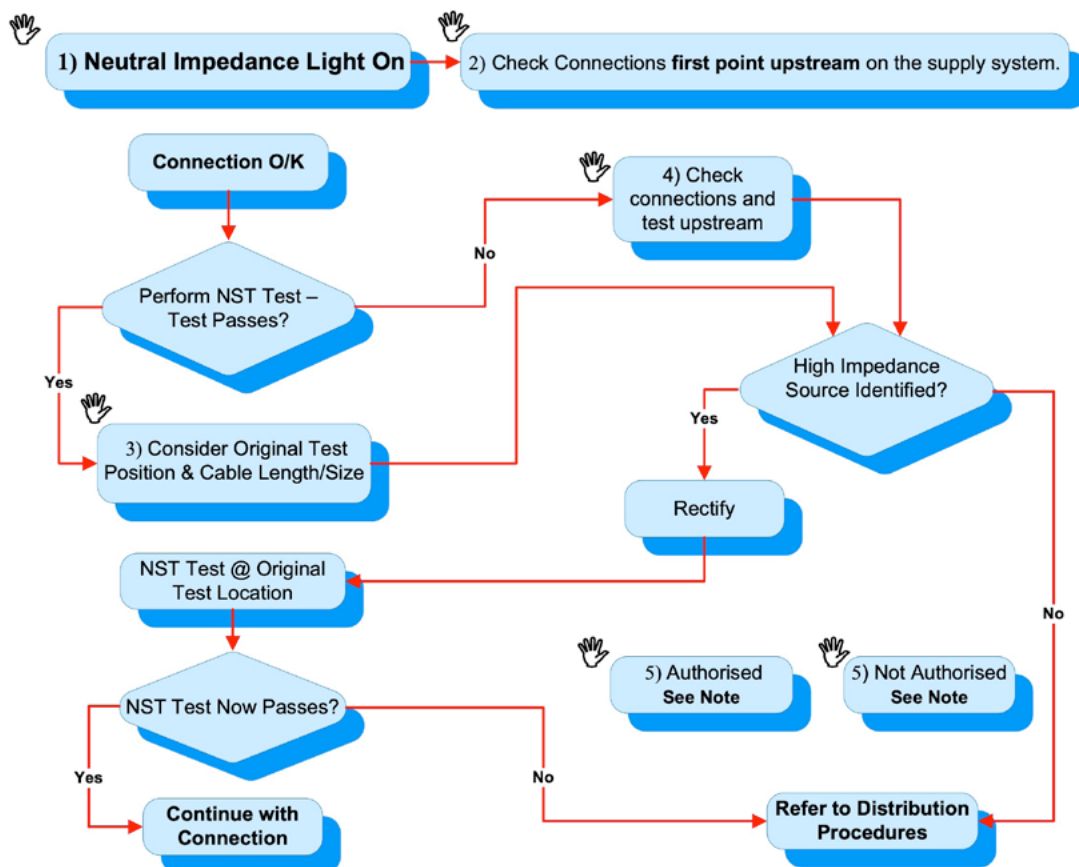 1) Neutral Impedance Light On
2) Check Connections first point upstream on the supply system.
Connection O/K
4) Check
connections and
test upstream
No
Perform NST Test –
Test Passes?
High Impedance
Source Identified?
Yes
Yes
3) Consider Original Test
Position & Cable Length/Size
Rectify
NST Test @ Original
Test Location
No
5) Authorised
See Note
5) Not Authorised
See Note
NST Test Now Passes?
Yes
No
Continue with
Connection
Refer to Distribution
Procedures